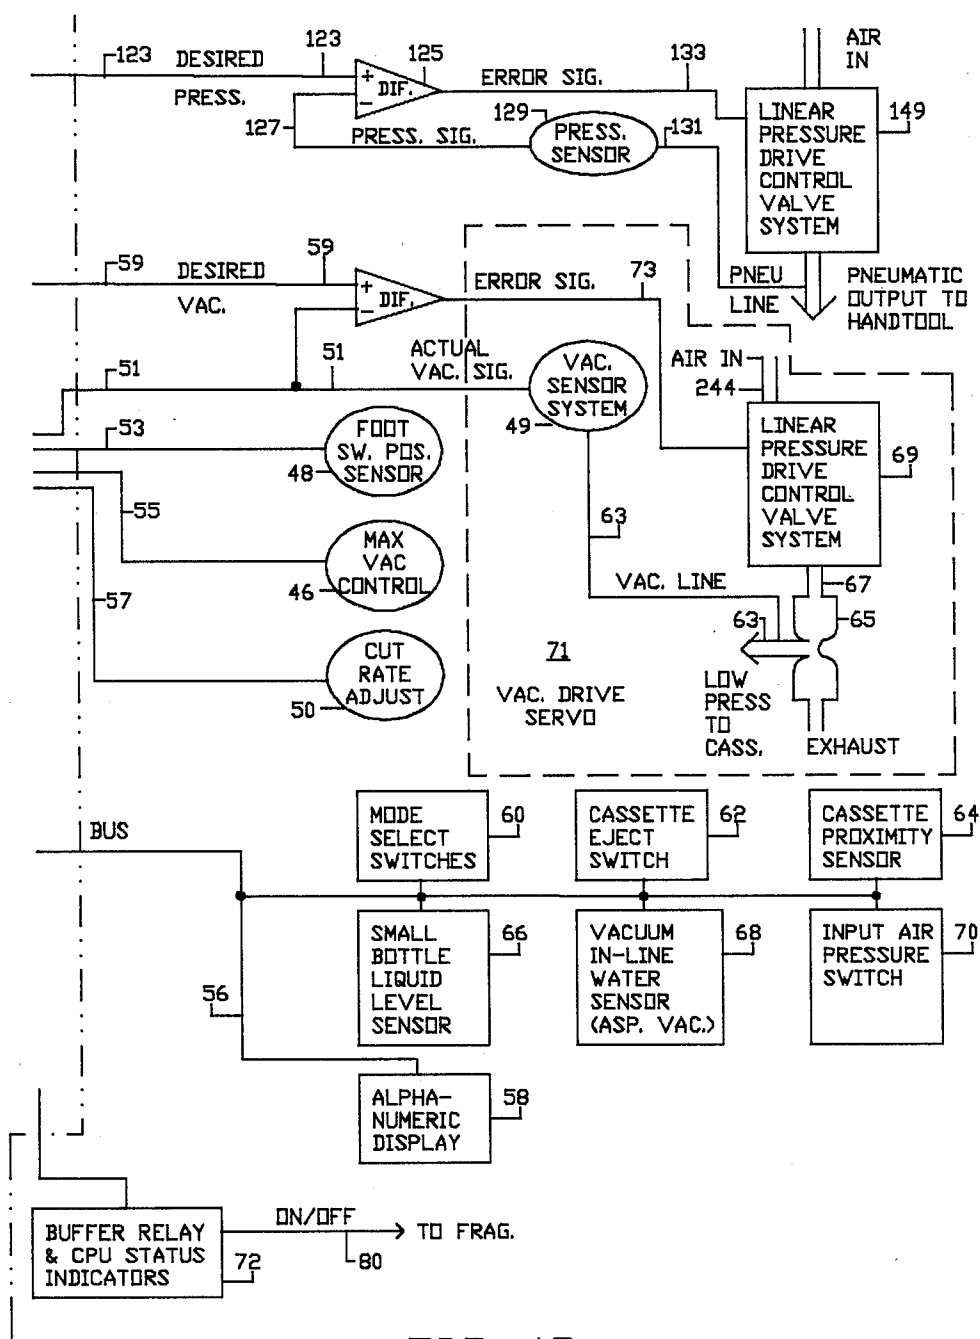 123
DESIRED
PRESS.
123
125
+
DIF.
-
ERROR SIG.
133
AIR
IN
127
PRESS. SIG.
129
PRESS.
SENSOR
131
LINEAR
PRESSURE
DRIVE
CONTROL
VALVE
SYSTEM
149
59
DESIRED
VAC.
59
+
DIF.
-
ERROR SIG.
73
PNEU
LINE
PNEUMATIC
OUTPUT TO
HANDTOOL
51
51
ACTUAL
VAC. SIG.
VAC.
SENSOR
SYSTEM
49
AIR IN
244
53
FOOT
SW. POS.
SENSOR
48
LINEAR
PRESSURE
DRIVE
CONTROL
VALVE
SYSTEM
69
55
MAX
VAC
CONTROL
46
63
VAC. LINE
67
57
63
65
CUT
RATE
ADJUST
50
71
VAC. DRIVE
SERVO
LOW
PRESS
TO
CASS.
EXHAUST
BUS
MODE
SELECT
SWITCHES
60
CASSETTE
EJECT
SWITCH
62
CASSETTE
PROXIMITY
SENSOR
64
SMALL
BOTTLE
LIQUID
LEVEL
SENSOR
66
VACUUM
IN-LINE
WATER
SENSOR
(ASP. VAC.)
68
INPUT AIR
PRESSURE
SWITCH
70
56
ALPHA-
NUMERIC
DISPLAY
58
BUFFER RELAY
& CPU STATUS
INDICATORS
72
ON/OFF
80
TO FRAG.